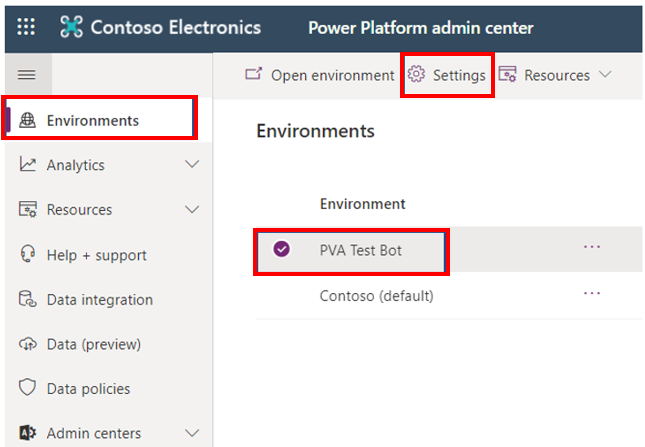 Contoso Electronics Power Platform admin center
Open environment Settings Resources
Environments
Analytics
Resources
Help + support
Data integration
Data (preview)
Data policies
Admin centers
Environments
Environment
PVA Test Bot
Contoso (default)